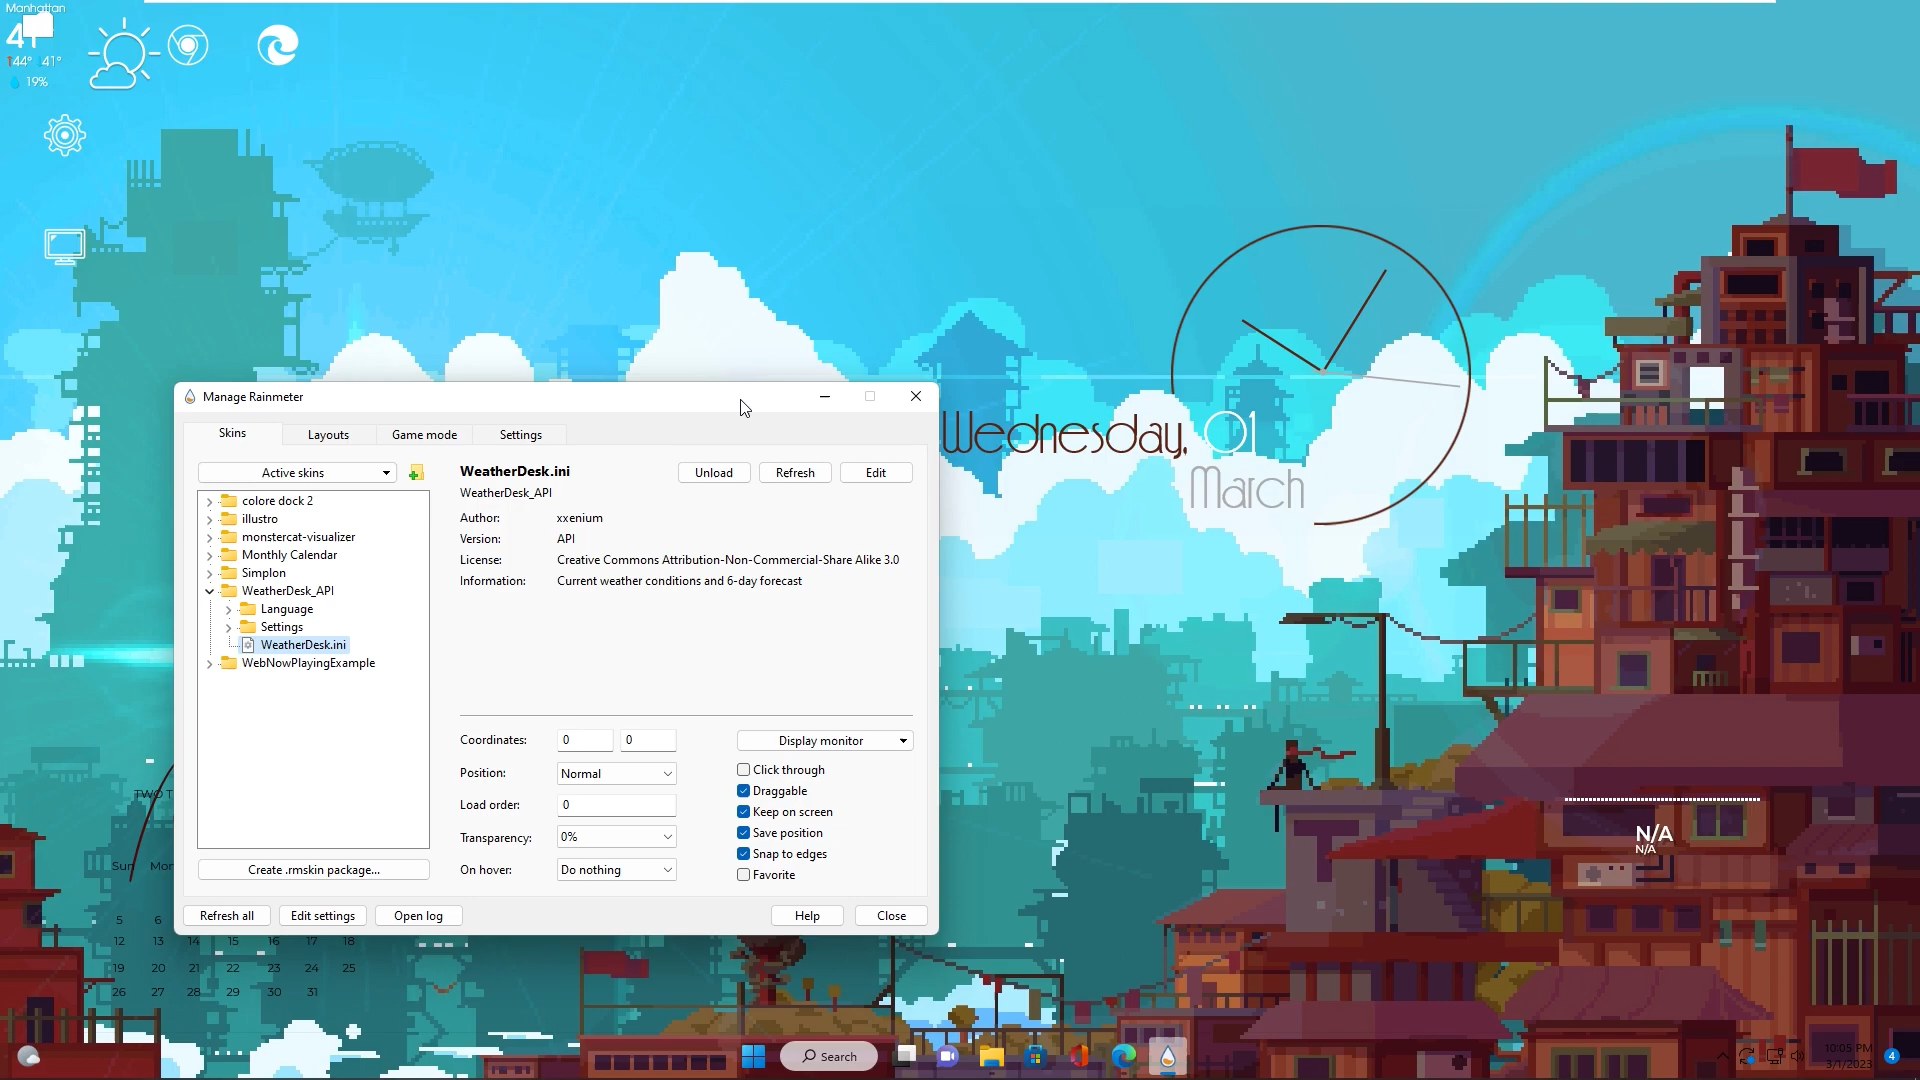 Manhattan
44° 41°
19%
Manage Rainmeter
Skins
Layouts
Game mode
Settings
Active skins
WeatherDesk.ini
Unload
Refresh
Edit
WeatherDesk_API
colore dock 2
illustro
monstercat-visualizer
Monthly Calendar
Simplon
WeatherDesk_API
Language
Settings
WeatherDesk.ini
WebNowPlayingExample
Author: xxenium
Version: API
License: Creative Commons Attribution-Non-Commercial-Share Alike 3.0
Information: Current weather conditions and 6-day forecast
Coordinates: 0 0
Display monitor
Position: Normal
Load order: 0
Transparency: 0%
On hover: Do nothing
Click through
Draggable
Keep on screen
Save position
Snap to edges
Favorite
Create .rmskin package...
Refresh all
Edit settings
Open log
Help
Close
Wednesday, 01
March
N/A
N/A
TWO T
Sun Mon
5 6
12 13 14 15 16 17 18
19 20 21 22 23 24 25
26 27 28 29 30 31
Search
10:05 PM
3/1/2023
4